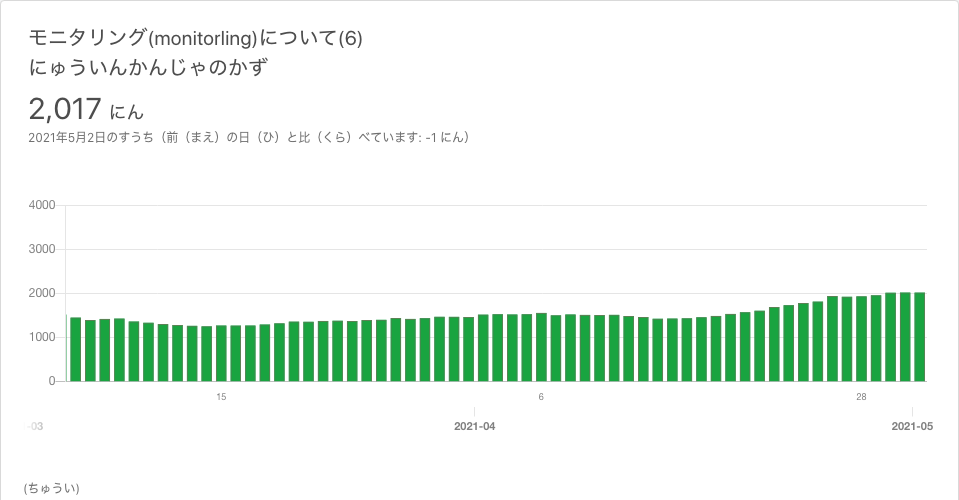 モニタリング(monitorling)について(6)
にゅういんかんじゃのかず
2,017 にん
2021年5月2日のすうち（前（まえ）の日（ひ）と比（くら）べています: -1 にん）
4000
3000
2000
1000
0
15
6
28
-03
2021-04
2021-05
(ちゅうい)